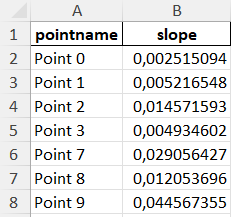 A B
1 pointname slope
2 Point 0 0,002515094
3 Point 1 0,005216548
4 Point 2 0,014571593
5 Point 3 0,004934602
6 Point 7 0,029056427
7 Point 8 0,012053696
8 Point 9 0,044567355